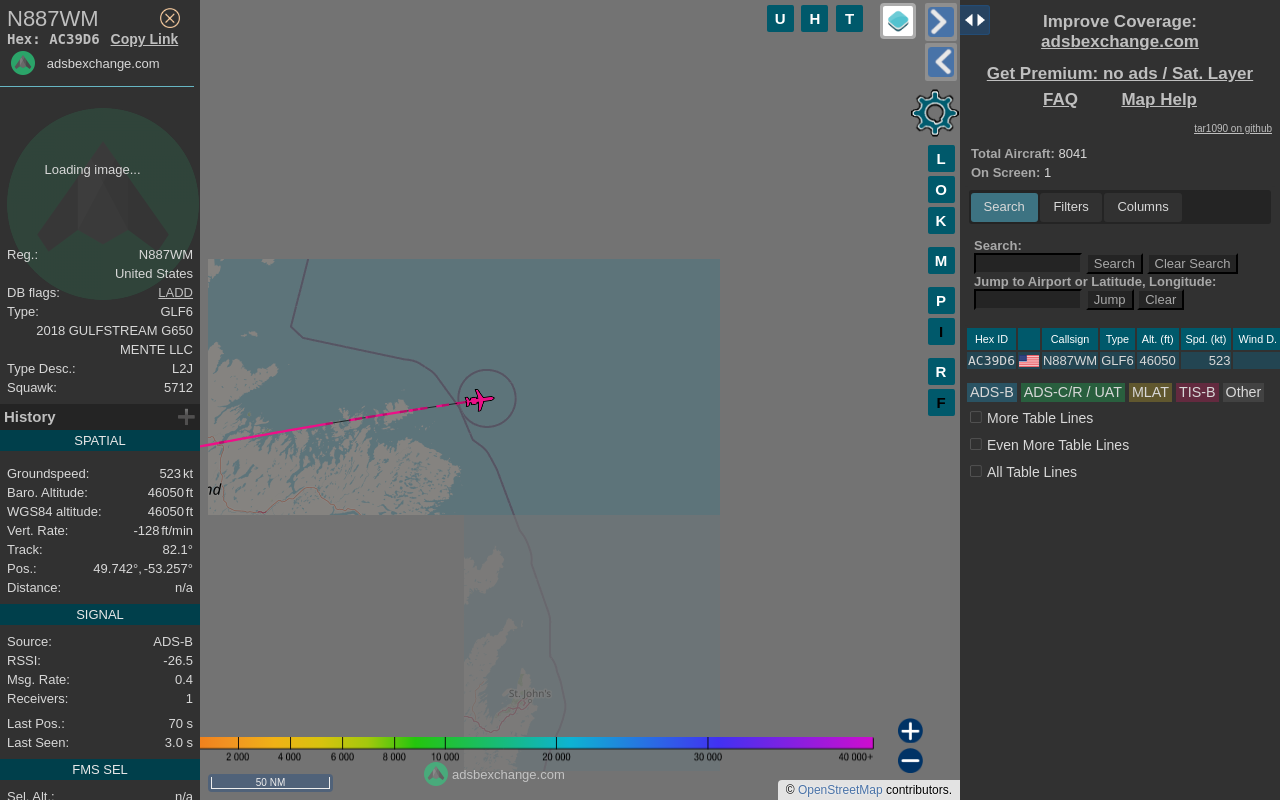 N887WM
Hex: AC39D6 Copy Link
adsbexchange.com
Loading image...
Reg.: N887WM
United States
DB flags: LADD
Type: GLF6
2018 GULFSTREAM G650
MENTE LLC
Type Desc.: L2J
Squawk: 5712
History
SPATIAL
Groundspeed: 523 kt
Baro. Altitude: 46050 ft
WGS84 altitude: 46050 ft
Vert. Rate: -128 ft/min
Track: 82.1°
Pos.: 49.742°, -53.257°
Distance: n/a
SIGNAL
Source: ADS-B
RSSI: -26.5
Msg. Rate: 0.4
Receivers: 1
Last Pos.: 70 s
Last Seen: 3.0 s
FMS SEL
Sel. Alt.: n/a
U H T
L
O
K
M
P
I
R
F
nd
St. John's
2 000 4 000 6 000 8 000 10 000 20 000 30 000 40 000+
adsbexchange.com
50 NM
© OpenStreetMap contributors.
Improve Coverage:
adsbexchange.com
Get Premium: no ads / Sat. Layer
FAQ Map Help
tar1090 on github
Total Aircraft: 8041
On Screen: 1
Search Filters Columns
Search:
Search Clear Search
Jump to Airport or Latitude, Longitude:
Jump Clear
Hex ID Callsign Type Alt. (ft) Spd. (kt) Wind D.
AC39D6 N887WM GLF6 46050 523
ADS-B ADS-C/R / UAT MLAT TIS-B Other
More Table Lines
Even More Table Lines
All Table Lines